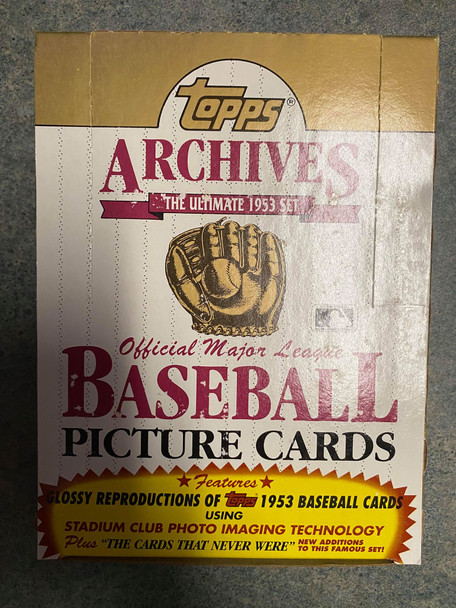 Topps®
ARCHIVES
THE ULTIMATE 1953 SET
Official Major League
BASEBALL
PICTURE CARDS
★ Features ★
GLOSSY REPRODUCTIONS OF Topps 1953 BASEBALL CARDS
USING
STADIUM CLUB PHOTO IMAGING TECHNOLOGY
Plus "THE CARDS THAT NEVER WERE" NEW ADDITIONS
TO THIS FAMOUS SET!